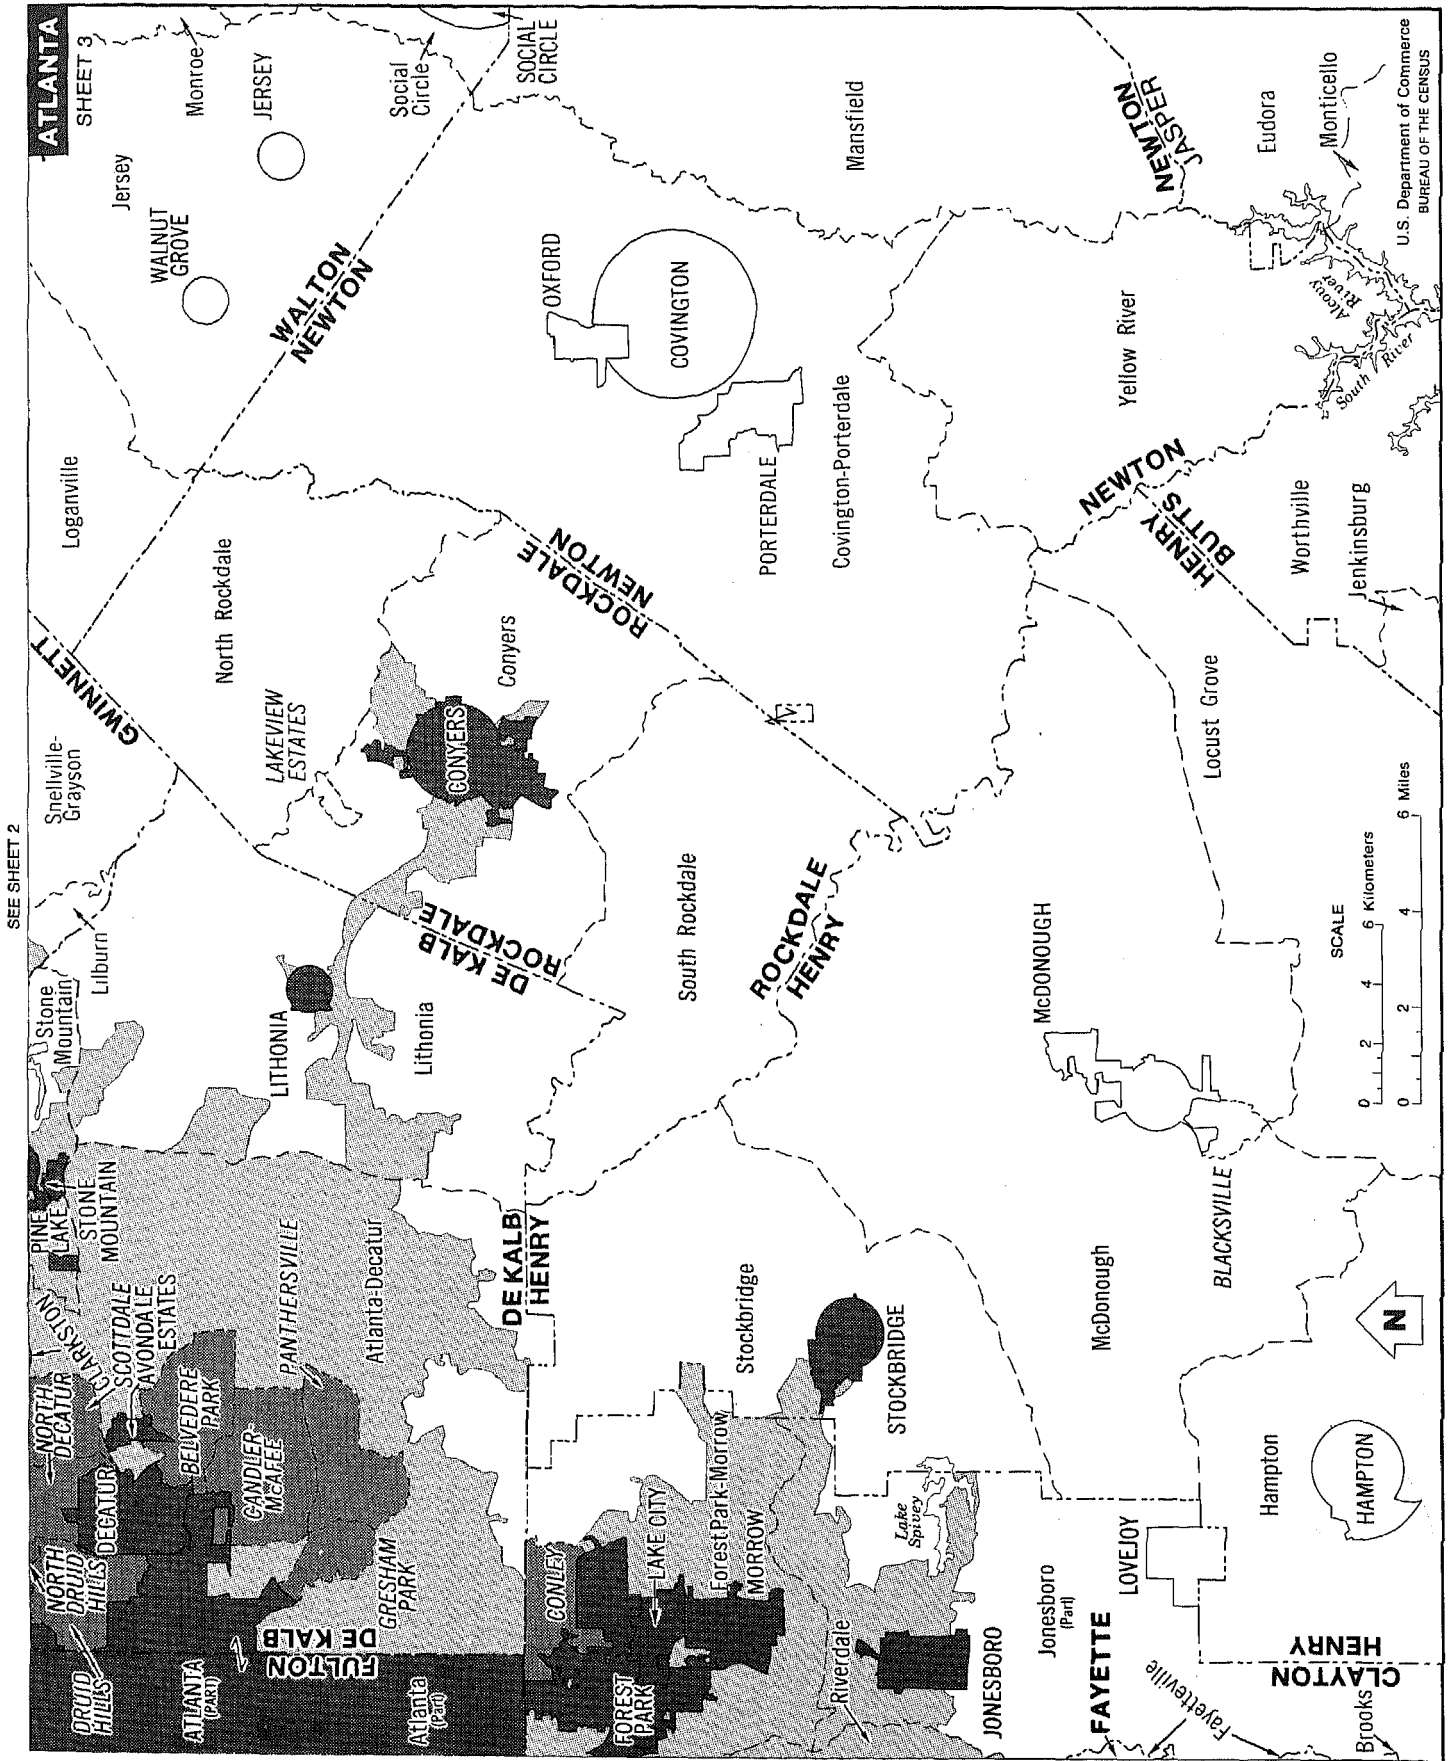 ATLANTA
SHEET 3
SEE SHEET 2
Monroe
JERSEY
Social
Circle
SOCIAL
CIRCLE
Jersey
WALNUT
GROVE
WALTON
NEWTON
Mansfield
NEWTON
JASPER
Eudora
Monticello
U.S. Department of Commerce
BUREAU OF THE CENSUS
OXFORD
COVINGTON
Alcovy
River
Yellow River
South River
Loganville
PORTERDALE
Covington-Porterdale
NEWTON
HENRY
BUTTS
Worthville
Jenkinsburg
North Rockdale
ROCKDALE
NEWTON
GWINNETT
Conyers
Snellville-
Grayson
LAKEVIEW
ESTATES
CONYERS
Locust Grove
Lilburn
DE KALB
ROCKDALE
South Rockdale
ROCKDALE
HENRY
Stone
Mountain
LITHONIA
Lithonia
McDONOUGH
SCALE
0 2 4 6 Kilometers
0 2 4 6 Miles
PINE
LAKE
STONE
MOUNTAIN
CLARKSTON
SCOTTDALE
AVONDALE
ESTATES
PANTHERSVILLE
Atlanta-Decatur
DE KALB
HENRY
Stockbridge
McDonough
BLACKSVILLE
N
NORTH
DECATUR
BELVEDERE
PARK
DECATUR
CANDLER-
McAFEE
STOCKBRIDGE
NORTH
DRUID
HILLS
GRESHAM
PARK
CONLEY
LAKE CITY
Forest Park-Morrow
MORROW
Lake
Spivey
Hampton
HAMPTON
LOVEJOY
DRUID
HILLS
ATLANTA
(PART)
FULTON
DE KALB
Atlanta
(Part)
FOREST
PARK
Riverdale
JONESBORO
Jonesboro
(Part)
FAYETTE
Fayetteville
CLAYTON
HENRY
Brooks